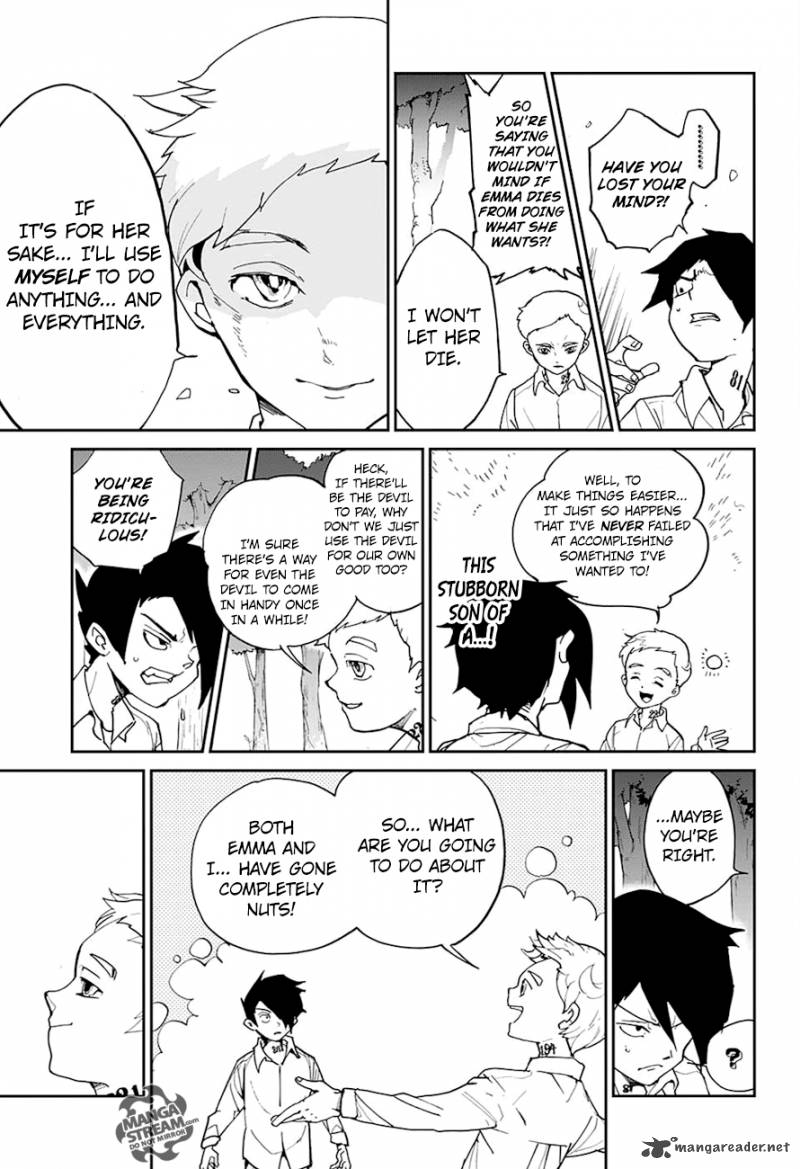 ...........
HAVE YOU
LOST YOUR
MIND?!
SO
YOU'RE
SAYING
THAT YOU
WOULDN'T
MIND IF
EMMA DIES
FROM DOING
WHAT SHE
WANTS?!
I WON'T
LET HER
DIE.
81
IF
IT'S FOR HER
SAKE... I'LL USE
MYSELF TO DO
ANYTHING... AND
EVERYTHING.
WELL, TO
MAKE THINGS EASIER...
IT JUST SO HAPPENS
THAT I'VE NEVER FAILED
AT ACCOMPLISHING
SOMETHING I'VE
WANTED TO!
THIS
STUBBORN
SON OF
A...!
HECK,
IF THERE'LL
BE THE DEVIL
TO PAY, WHY
DON'T WE JUST
USE THE DEVIL
FOR OUR OWN
GOOD TOO?
I'M SURE
THERE'S A WAY
FOR EVEN THE
DEVIL TO COME
IN HANDY ONCE
IN A WHILE!
YOU'RE
BEING
RIDICU-
LOUS!
...MAYBE
YOU'RE
RIGHT.
?
81
SO... WHAT
ARE YOU GOING
TO DO ABOUT
IT?
BOTH
EMMA AND
I... HAVE GONE
COMPLETELY
NUTS!
MANGA
STREAM.COM
DO NOT MIRROR
mangareader.net